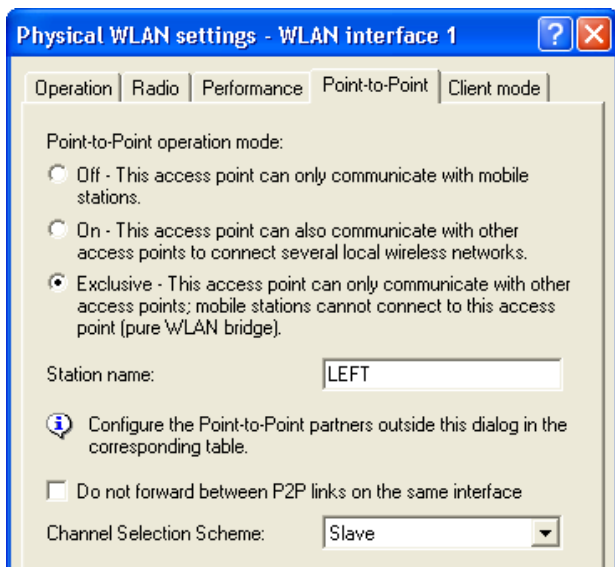 Physical WLAN settings - WLAN interface 1
Operation Radio Performance Point-to-Point Client mode
Point-to-Point operation mode:
Off - This access point can only communicate with mobile
stations.
On - This access point can also communicate with other
access points to connect several local wireless networks.
Exclusive - This access point can only communicate with other
access points; mobile stations cannot connect to this access
point (pure WLAN bridge).
Station name: LEFT
Configure the Point-to-Point partners outside this dialog in the
corresponding table.
Do not forward between P2P links on the same interface
Channel Selection Scheme: Slave